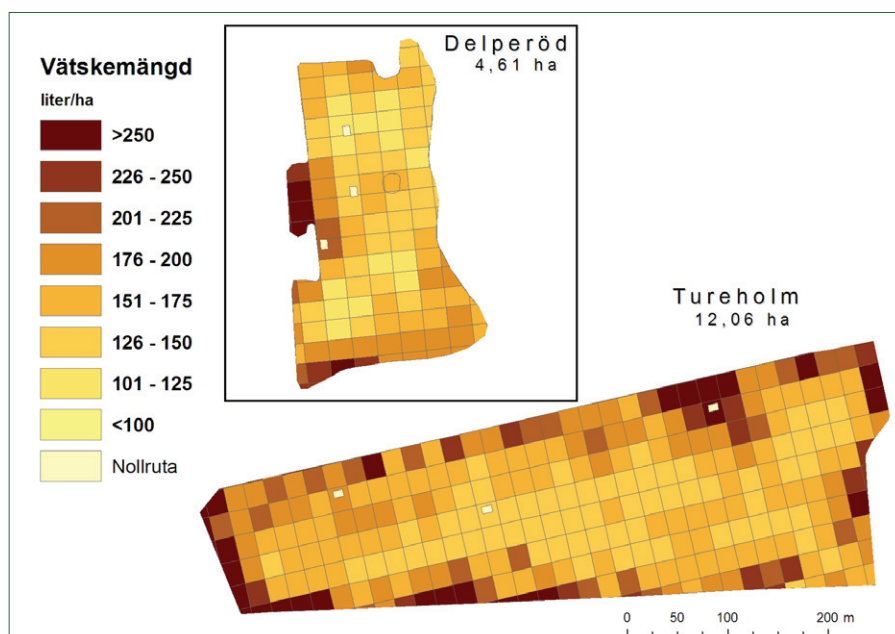 Vätskemängd
liter/ha
>250
226 - 250
201 - 225
176 - 200
151 - 175
126 - 150
101 - 125
<100
Nollruta
Delperöd
4,61 ha
Tureholm
12,06 ha
0 50 100 200 m